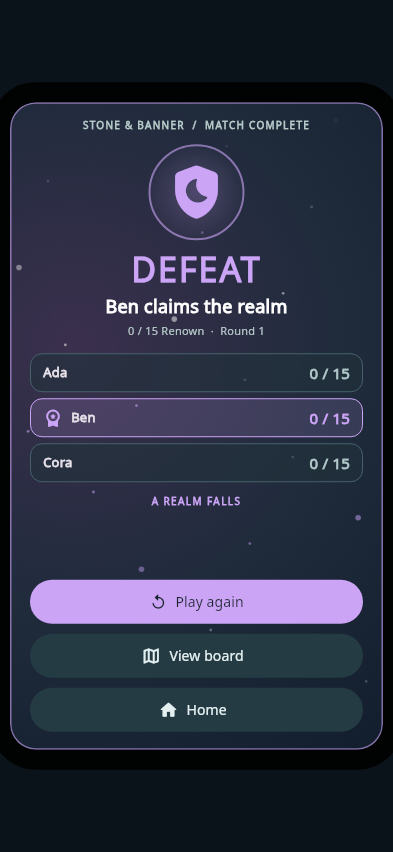 STONE & BANNER / MATCH COMPLETE
DEFEAT
Ben claims the realm
0 / 15 Renown · Round 1
Ada 0 / 15
Ben 0 / 15
Cora 0 / 15
A REALM FALLS
Play again
View board
Home